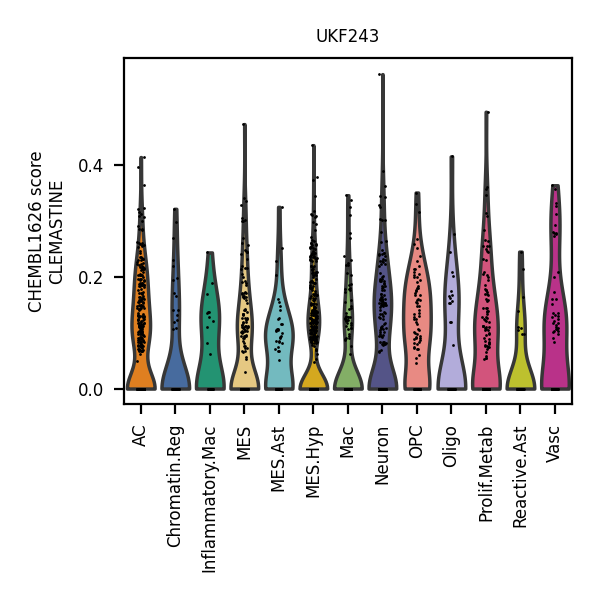 UKF243
CHEMBL1626 score
CLEMASTINE
0.4
0.2
0.0
AC
Chromatin.Reg
Inflammatory.Mac
MES
MES.Ast
MES.Hyp
Mac
Neuron
OPC
Oligo
Prolif.Metab
Reactive.Ast
Vasc